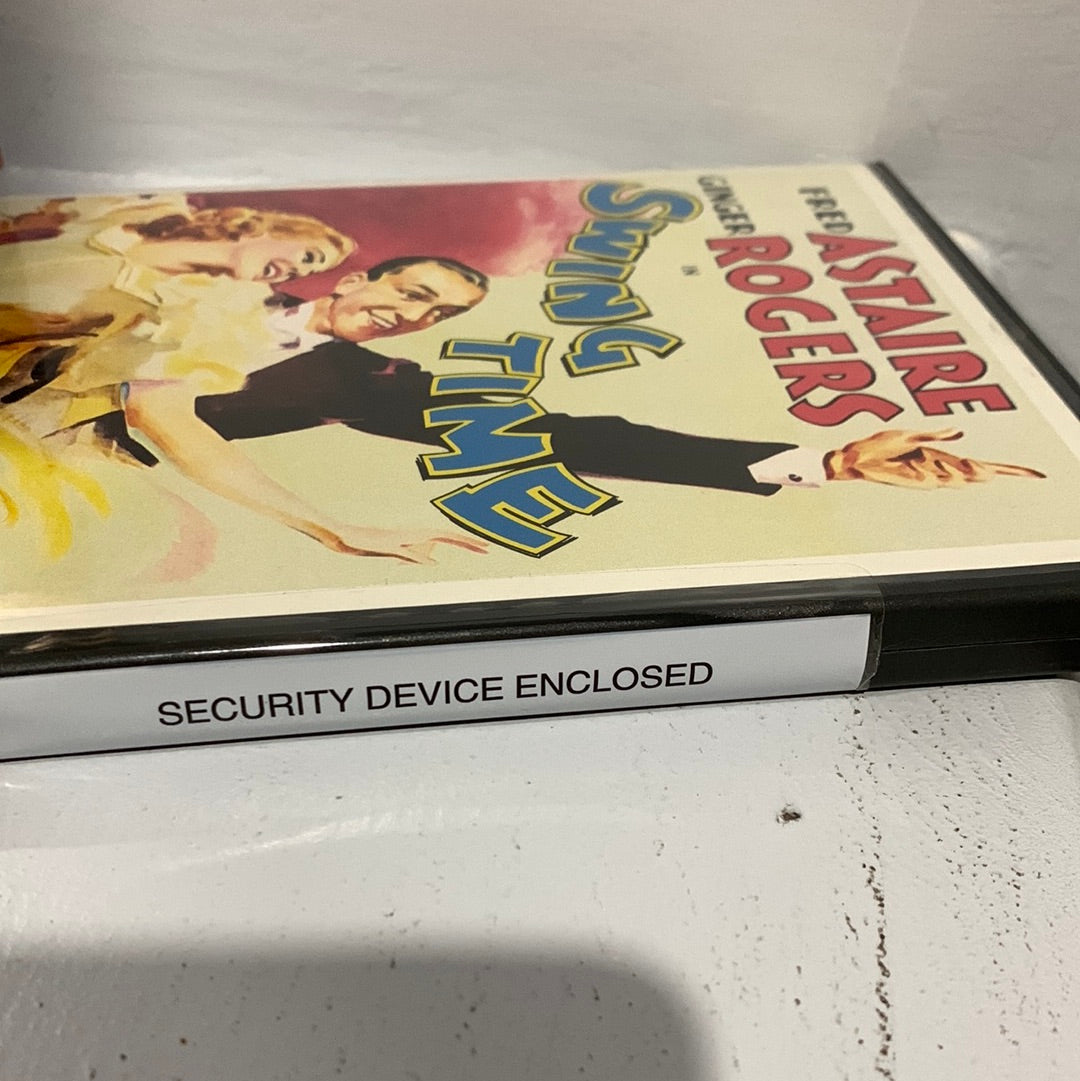 FRED ASTAIRE
GINGER ROGERS
IN
SWING
TIME
SECURITY DEVICE ENCLOSED